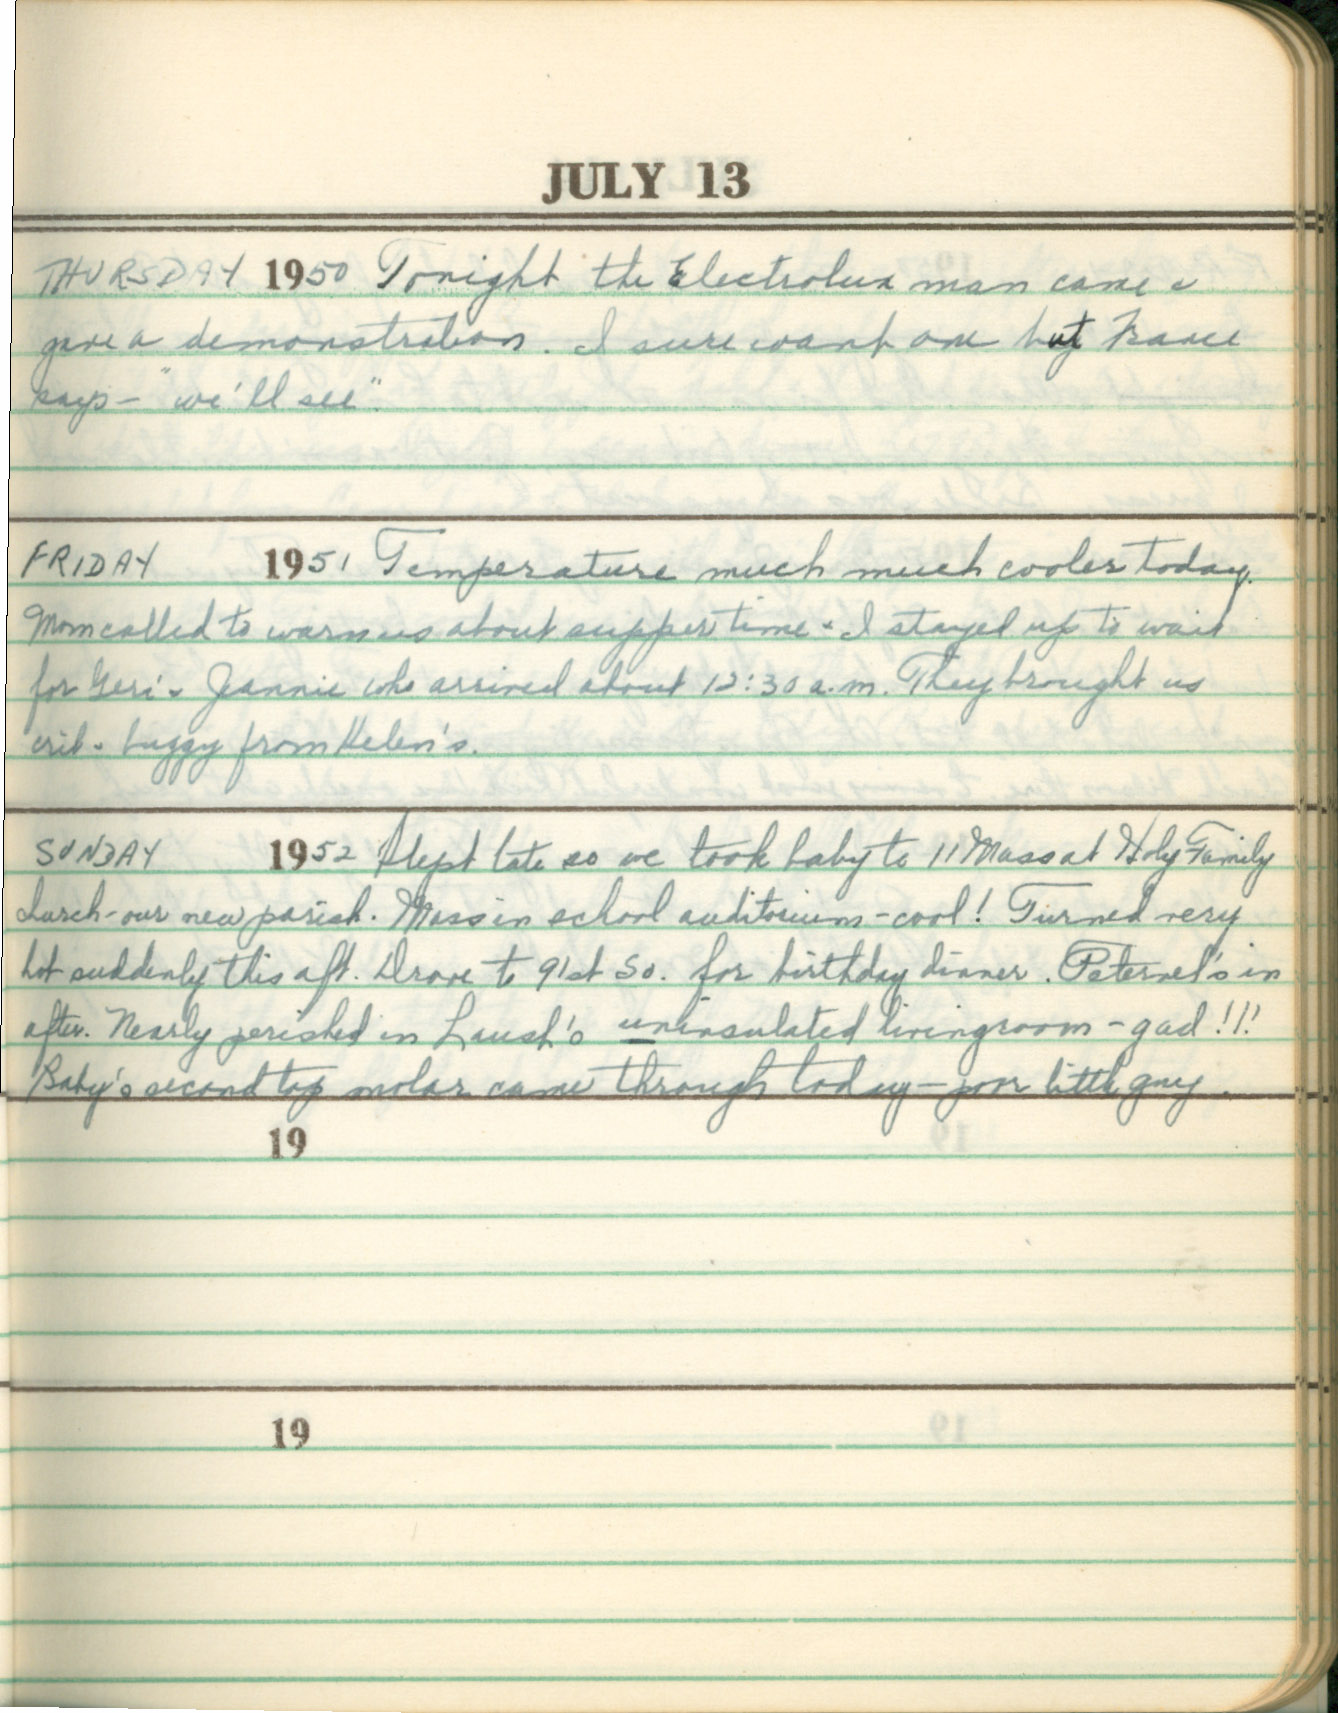 JULY 13
THURSDAY 1950 Tonight the Electrolux man came &
gave a demonstration. I sure want one but
says - "we'll see".
FRIDAY 1951 Temperature much much cooler today.
Mom called to warn us about supper time & I stayed up to wait
for Geri & Jeannie who arrived about 12:30 a.m. They brought us
crib & buggy from Helen's.
SUNDAY 1952 Slept late so we took baby to 11 Mass at Holy Family
church - our new parish. Mass in school auditorium - cool! Turned very
hot suddenly this aft. Drove to 91st So. for birthday dinner. Paternel's in
after. Nearly perished in uninsulated livingroom - gad!!!
Baby's second top molar came through today - poor little guy.
19
19